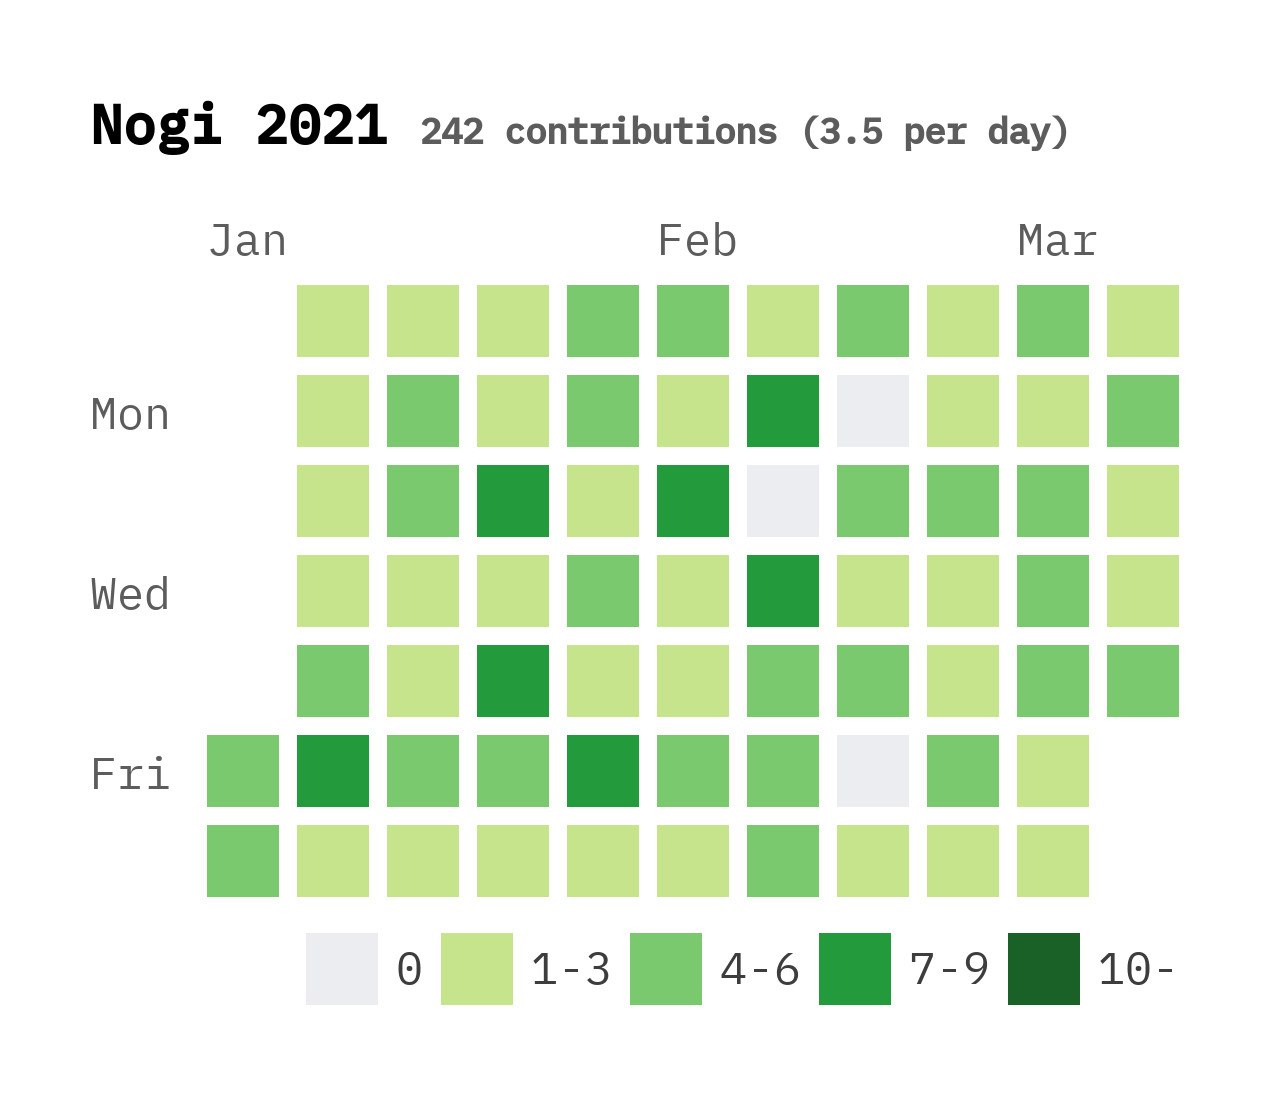 Nogi 2021 242 contributions (3.5 per day)
Jan Feb Mar
Mon
Wed
Fri
0 1-3 4-6 7-9 10-